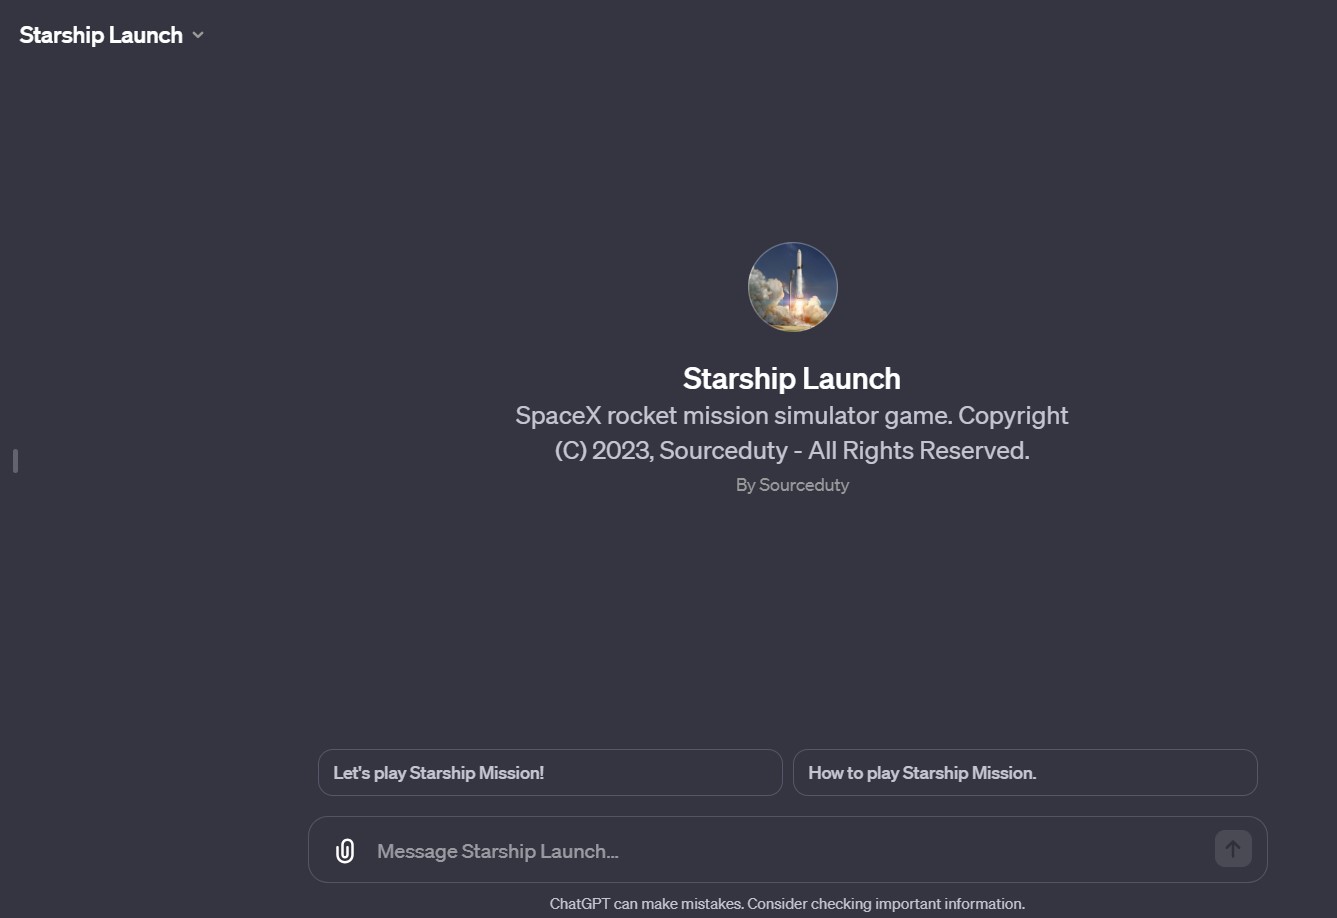 Starship Launch
Starship Launch
SpaceX rocket mission simulator game. Copyright
(C) 2023, Sourceduty - All Rights Reserved.
By Sourceduty
Let's play Starship Mission!
How to play Starship Mission.
Message Starship Launch...
ChatGPT can make mistakes. Consider checking important information.